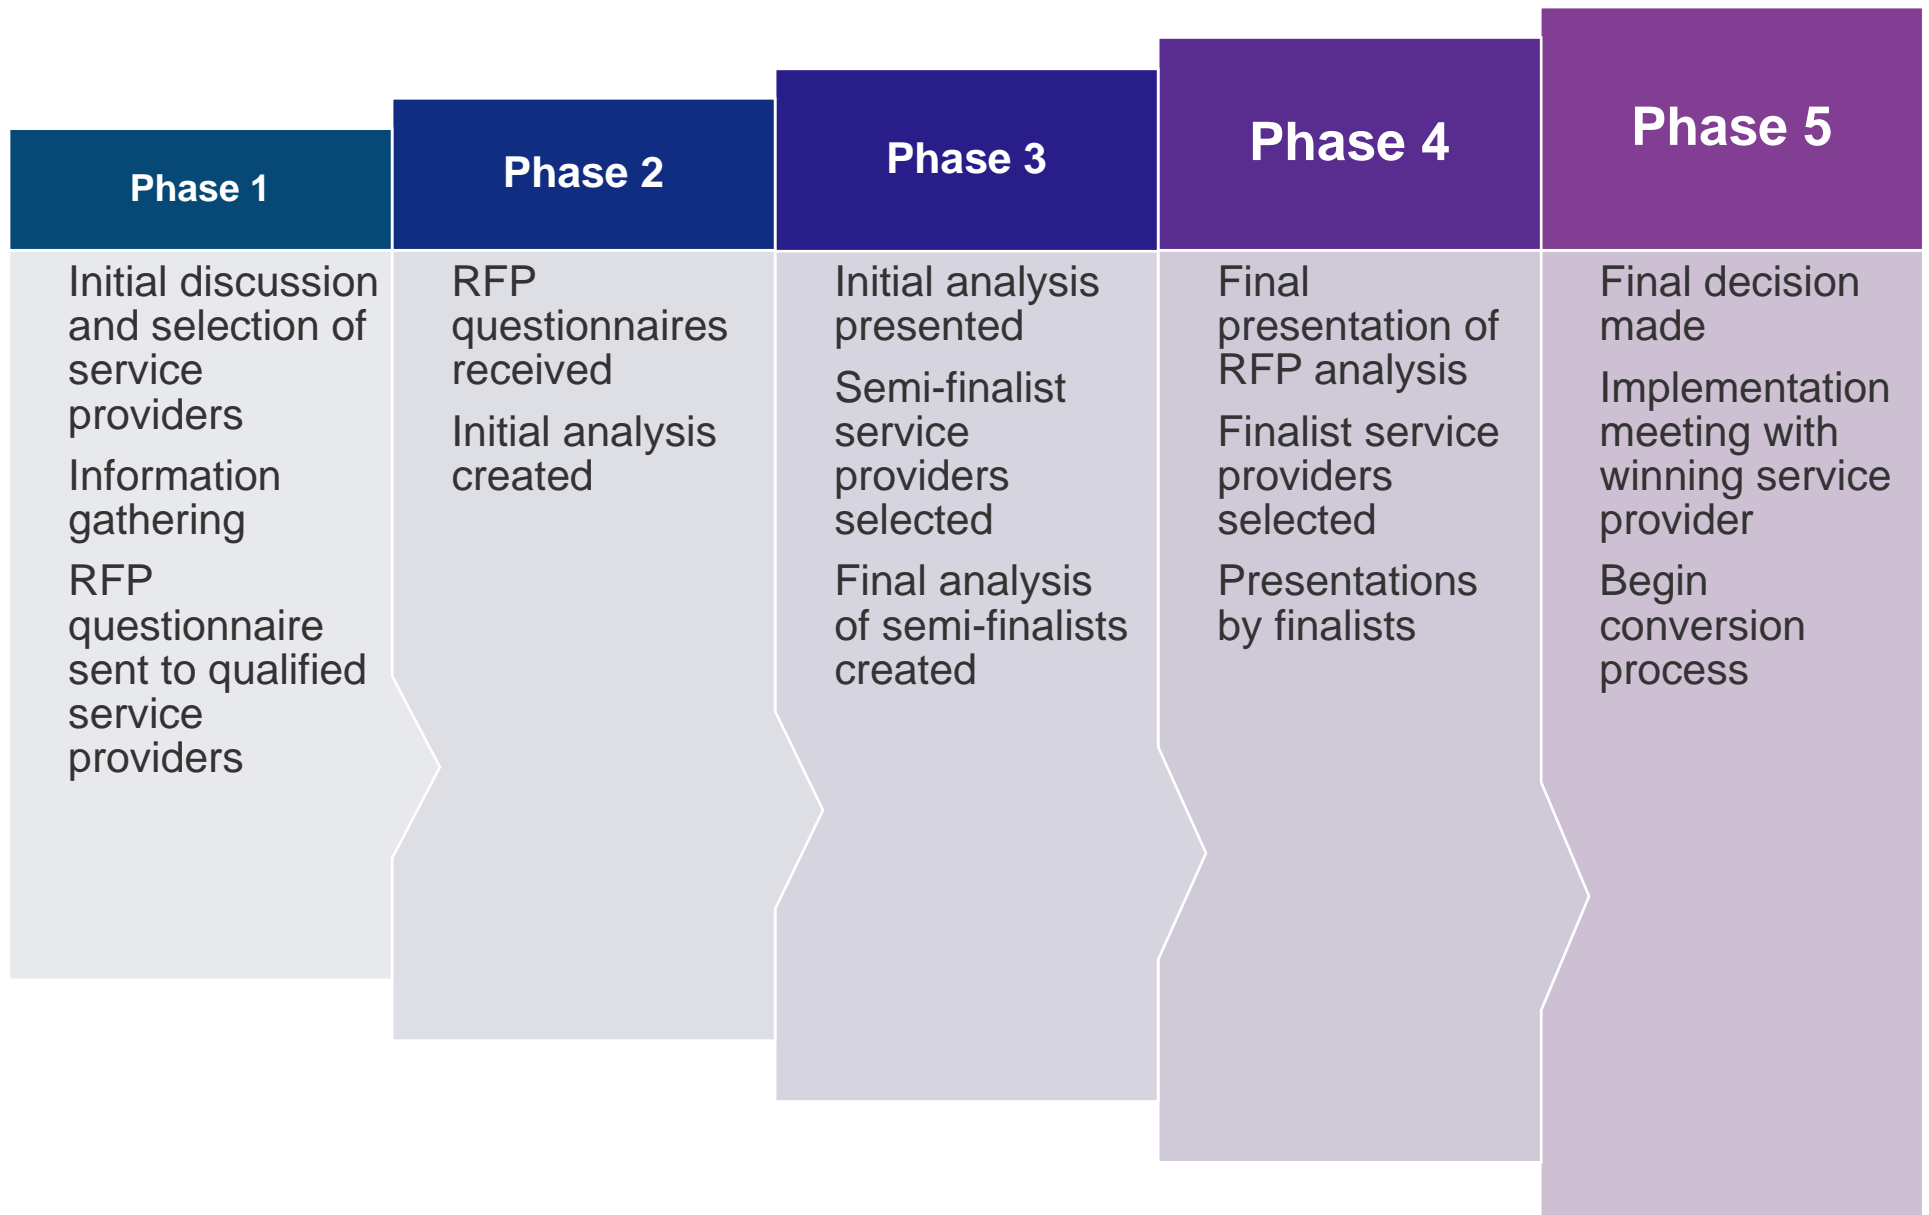 Phase 1
Initial discussion
and selection of
service
providers
Information
gathering
RFP
questionnaire
sent to qualified
service
providers
Phase 2
RFP
questionnaires
received
Initial analysis
created
Phase 3
Initial analysis
presented
Semi-finalist
service
providers
selected
Final analysis
of semi-finalists
created
Phase 4
Final
presentation of
RFP analysis
Finalist service
providers
selected
Presentations
by finalists
Phase 5
Final decision
made
Implementation
meeting with
winning service
provider
Begin
conversion
process